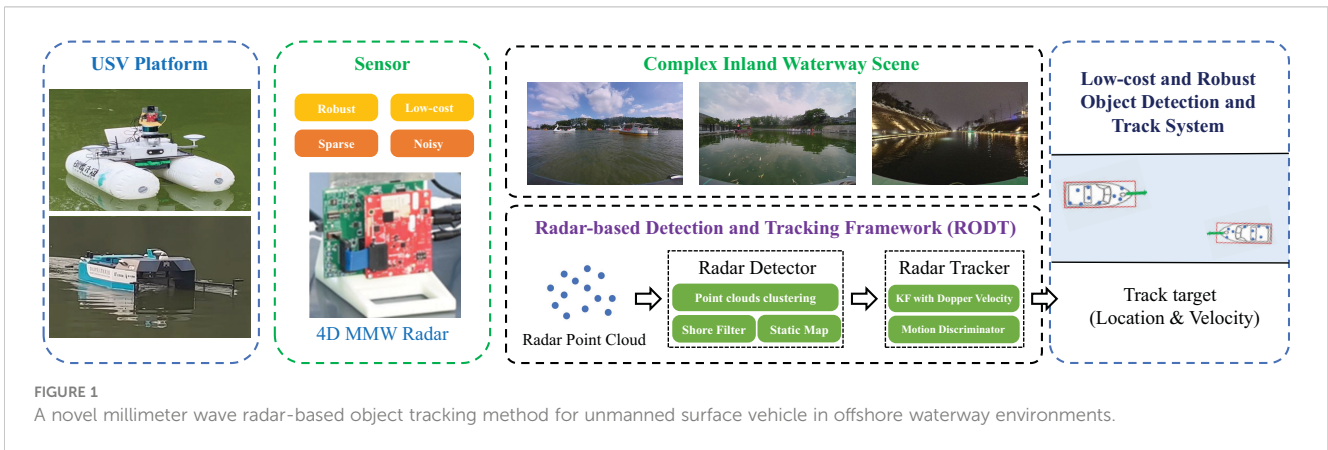 USV Platform
Sensor
Robust
Low-cost
Sparse
Noisy
4D MMW Radar
Complex Inland Waterway Scene
Radar-based Detection and Tracking Framework (RODT)
Radar Point Cloud
Radar Detector
Point clouds clustering
Shore Filter
Static Map
Radar Tracker
KF with Dopper Velocity
Motion Discriminator
Low-cost and Robust
Object Detection and
Track System
Track target
(Location & Velocity)
FIGURE 1
A novel millimeter wave radar-based object tracking method for unmanned surface vehicle in offshore waterway environments.